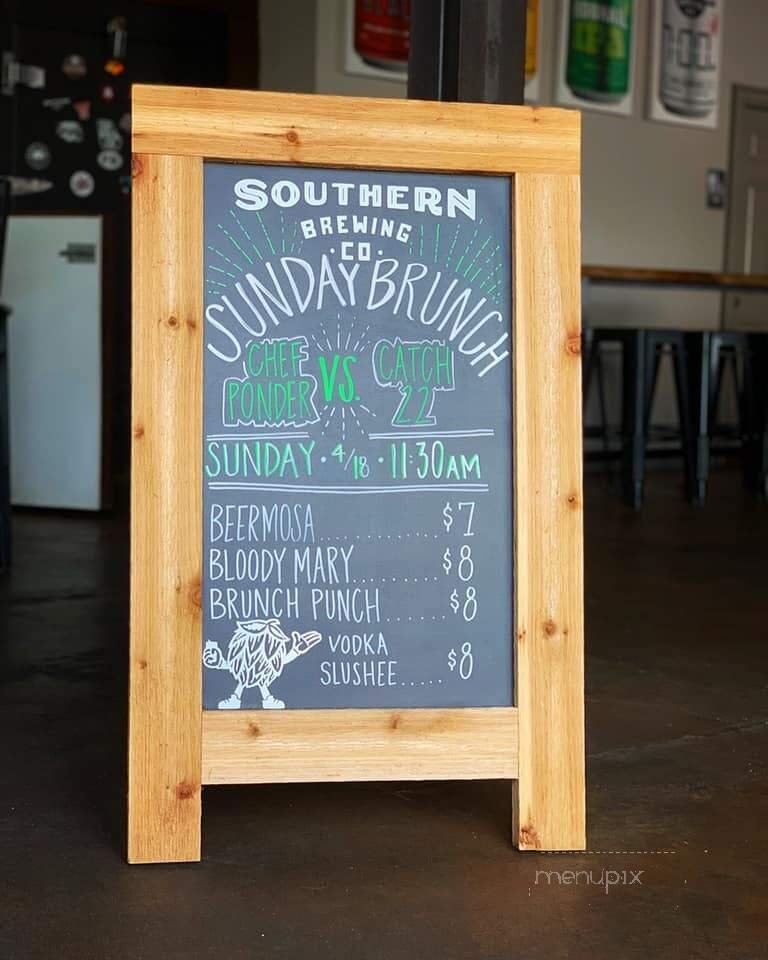 SOUTHERN
BREWING
·CO·
SUNDAY BRUNCH
CHEF PONDER
VS.
CATCH 22
SUNDAY · 4/18 · 11:30AM
BEERMOSA............ $7
BLOODY MARY......... $8
BRUNCH PUNCH...... $8
VODKA
SLUSHEE..... $8
menupix